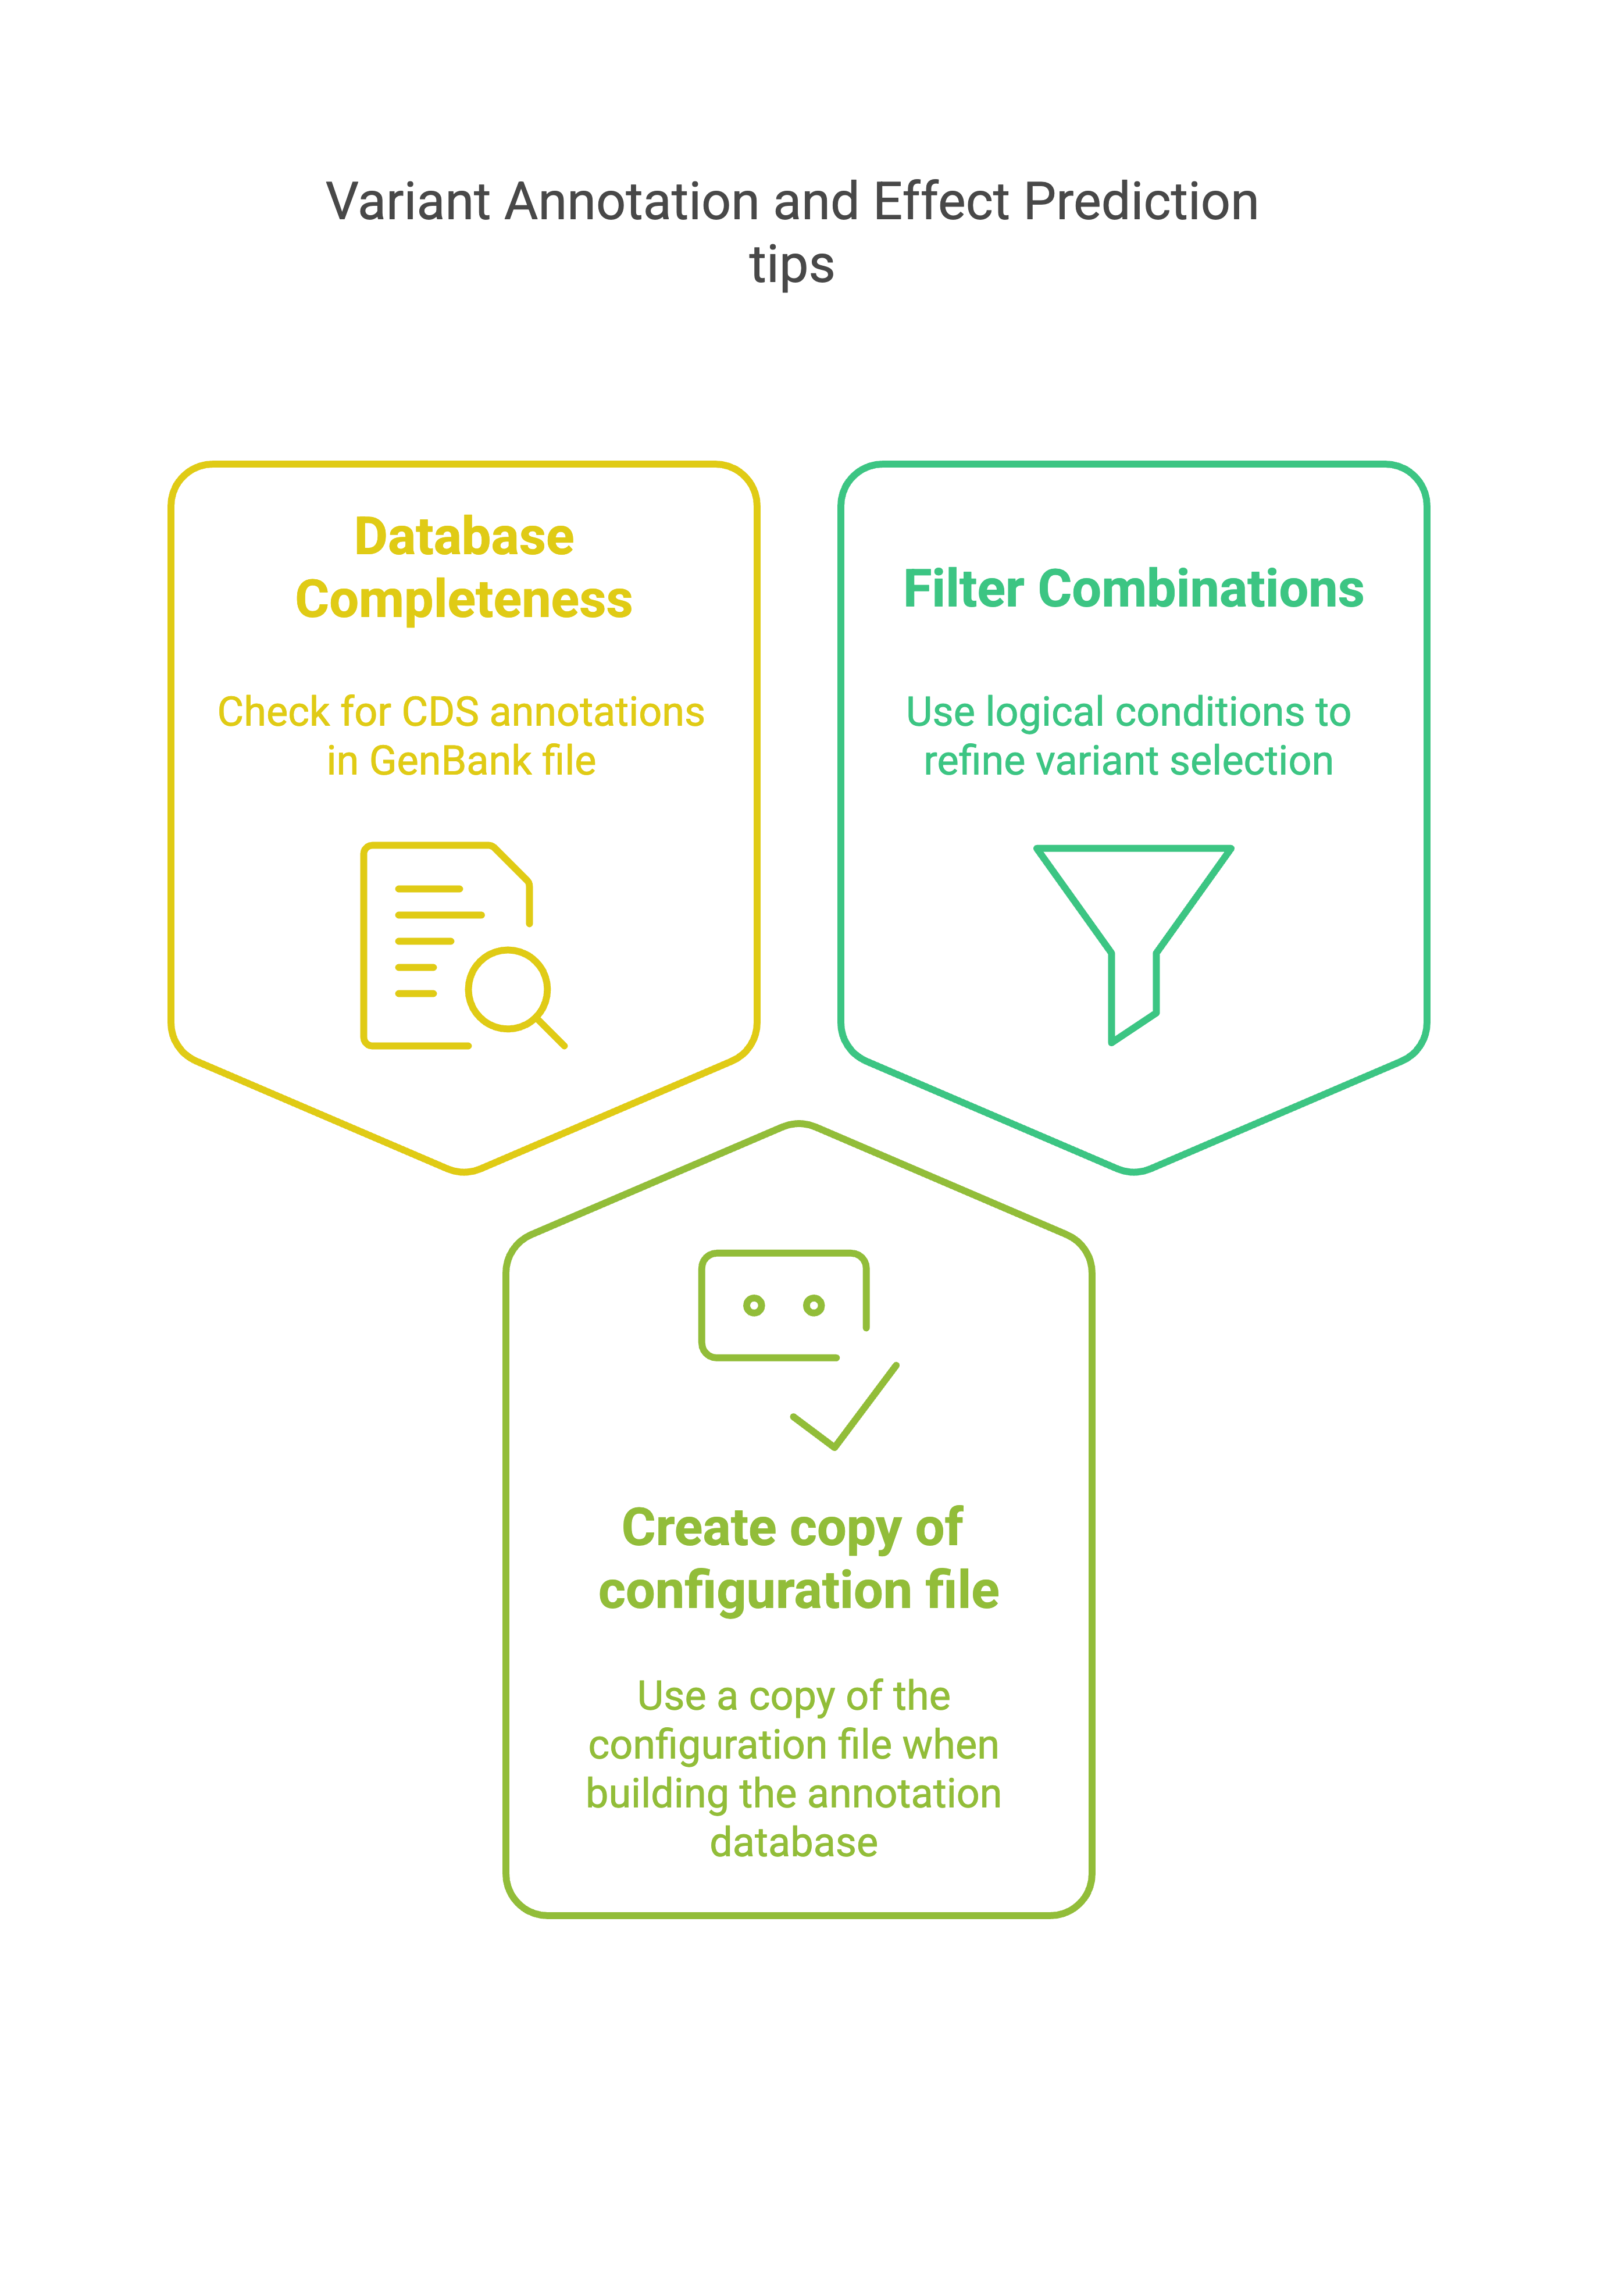 Variant Annotation and Effect Prediction
tips
Database
Completeness
Check for CDS annotations
in GenBank file
Filter Combinations
Use logical conditions to
refine variant selection
Create copy of
configuration file
Use a copy of the
configuration file when
building the annotation
database